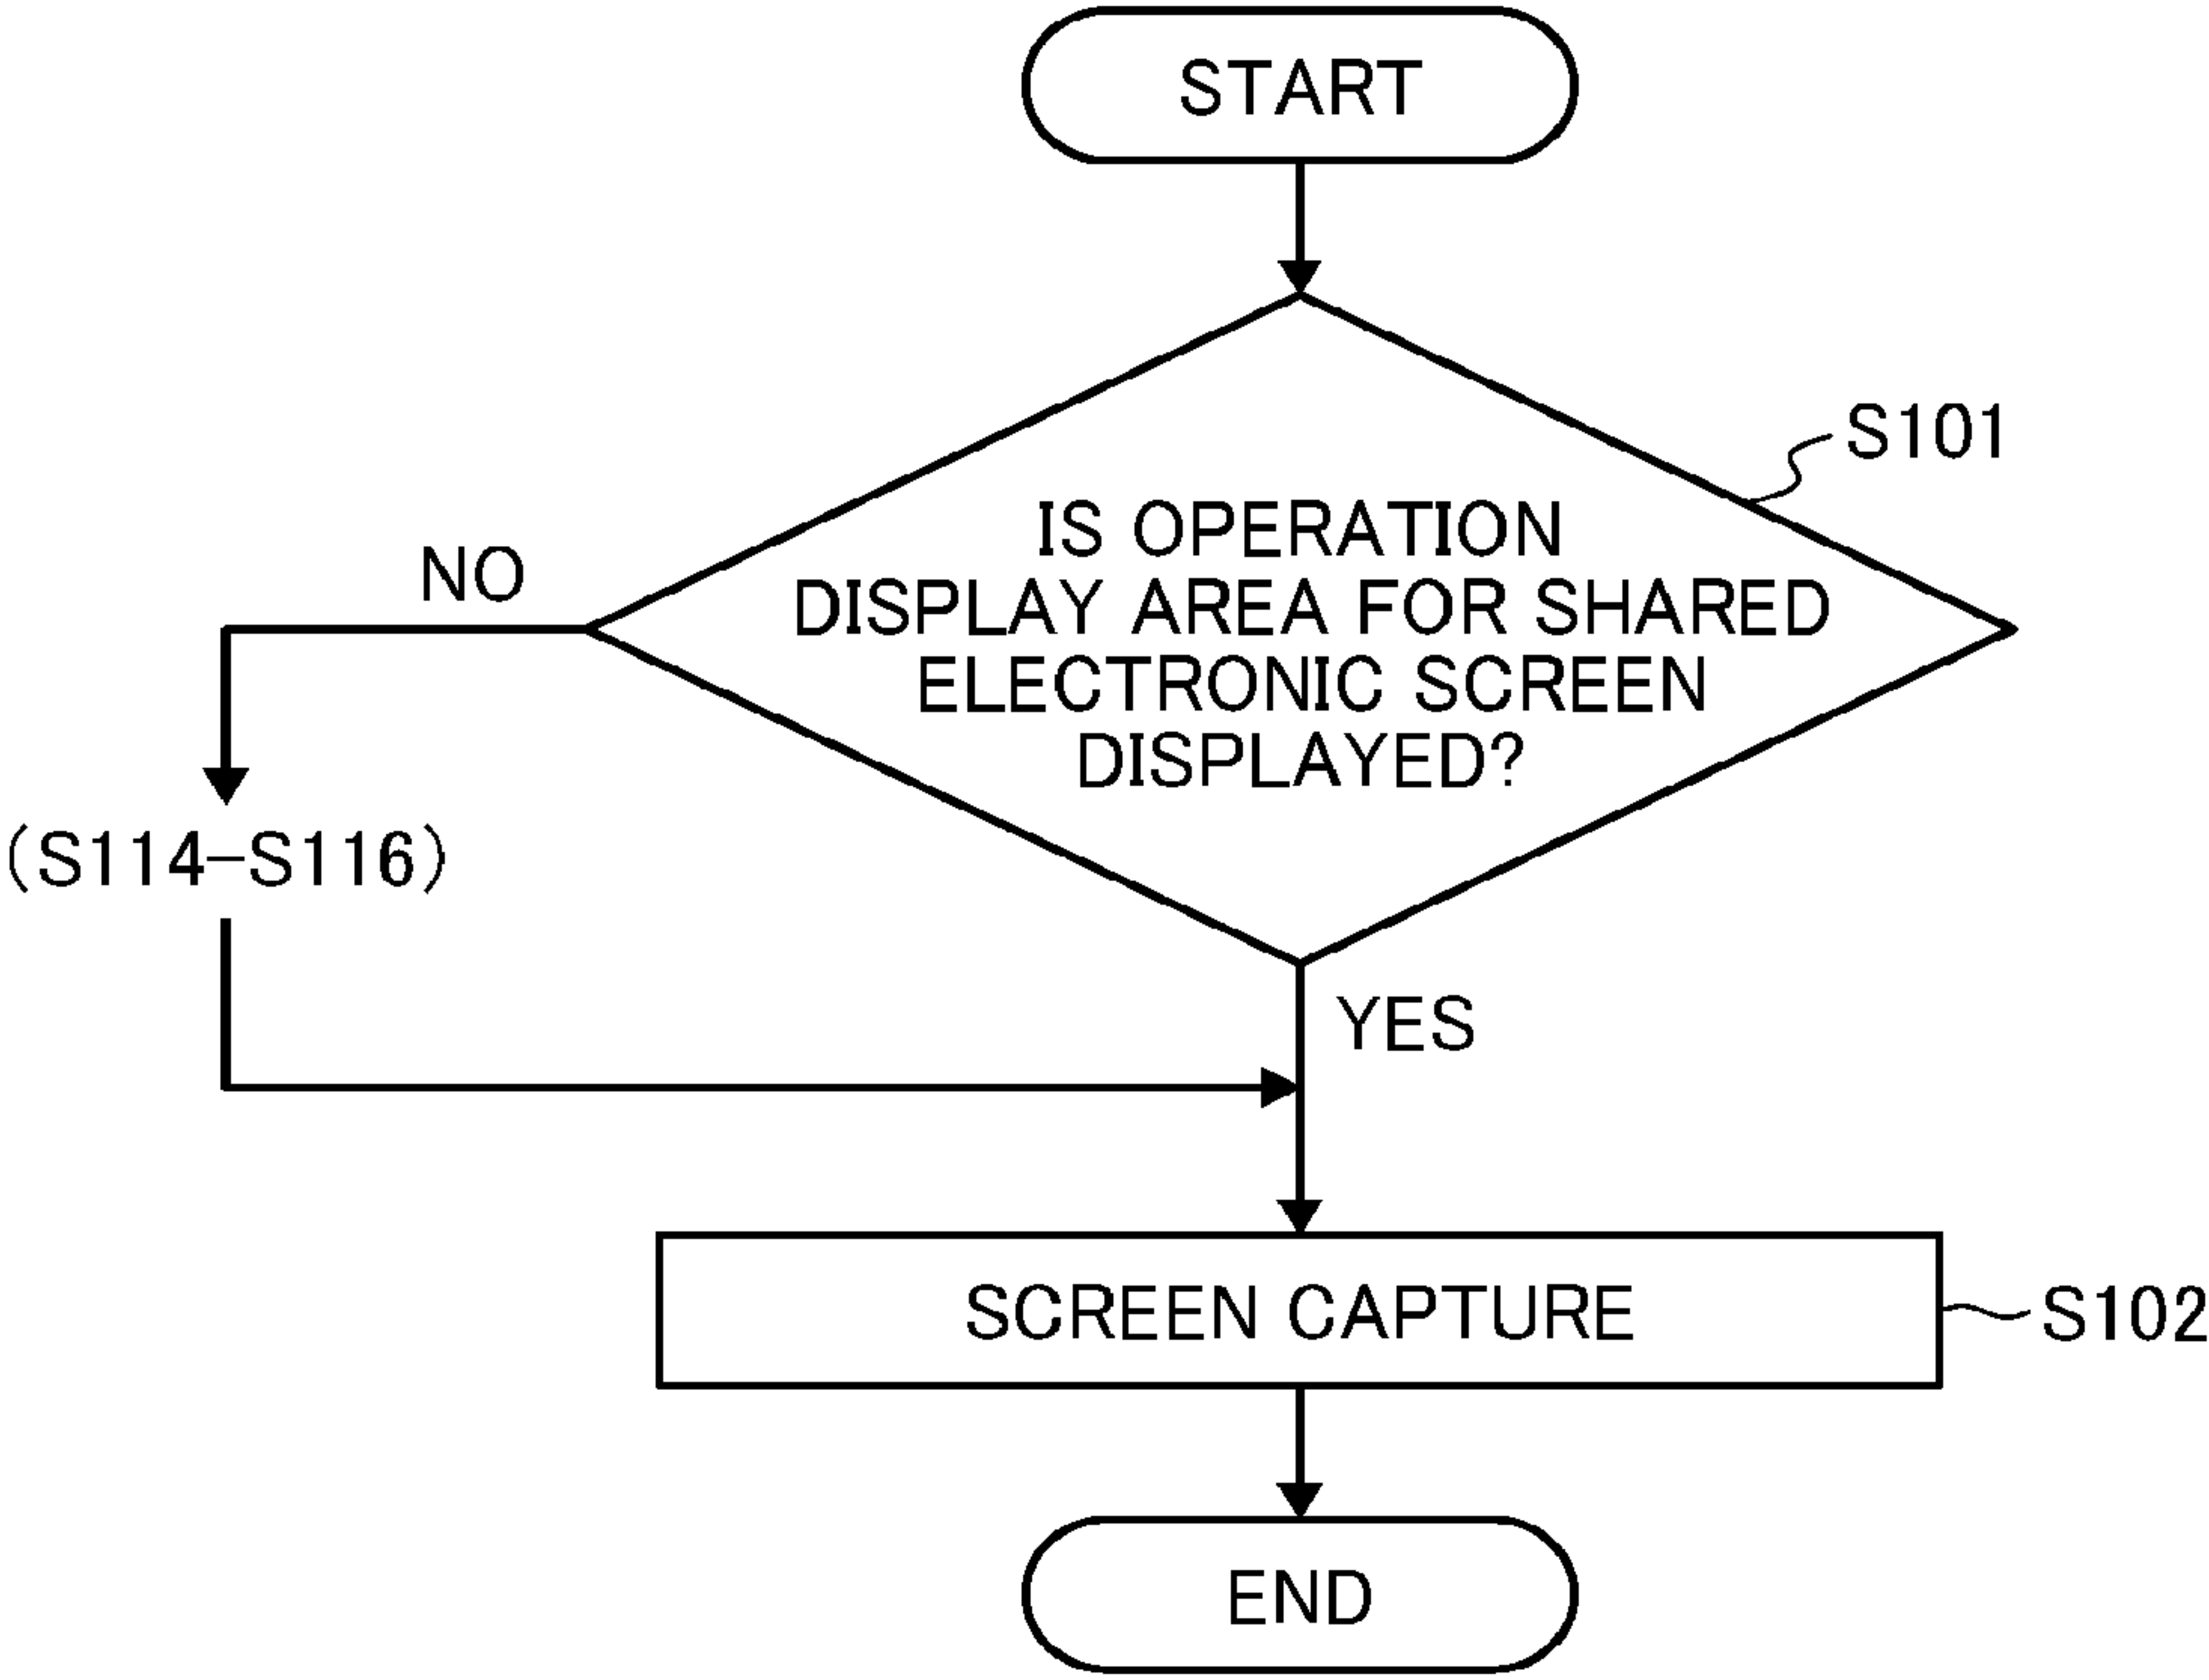 START
S101
IS OPERATION
DISPLAY AREA FOR SHARED
ELECTRONIC SCREEN
DISPLAYED?
NO
(S114-S116)
YES
SCREEN CAPTURE
S102
END